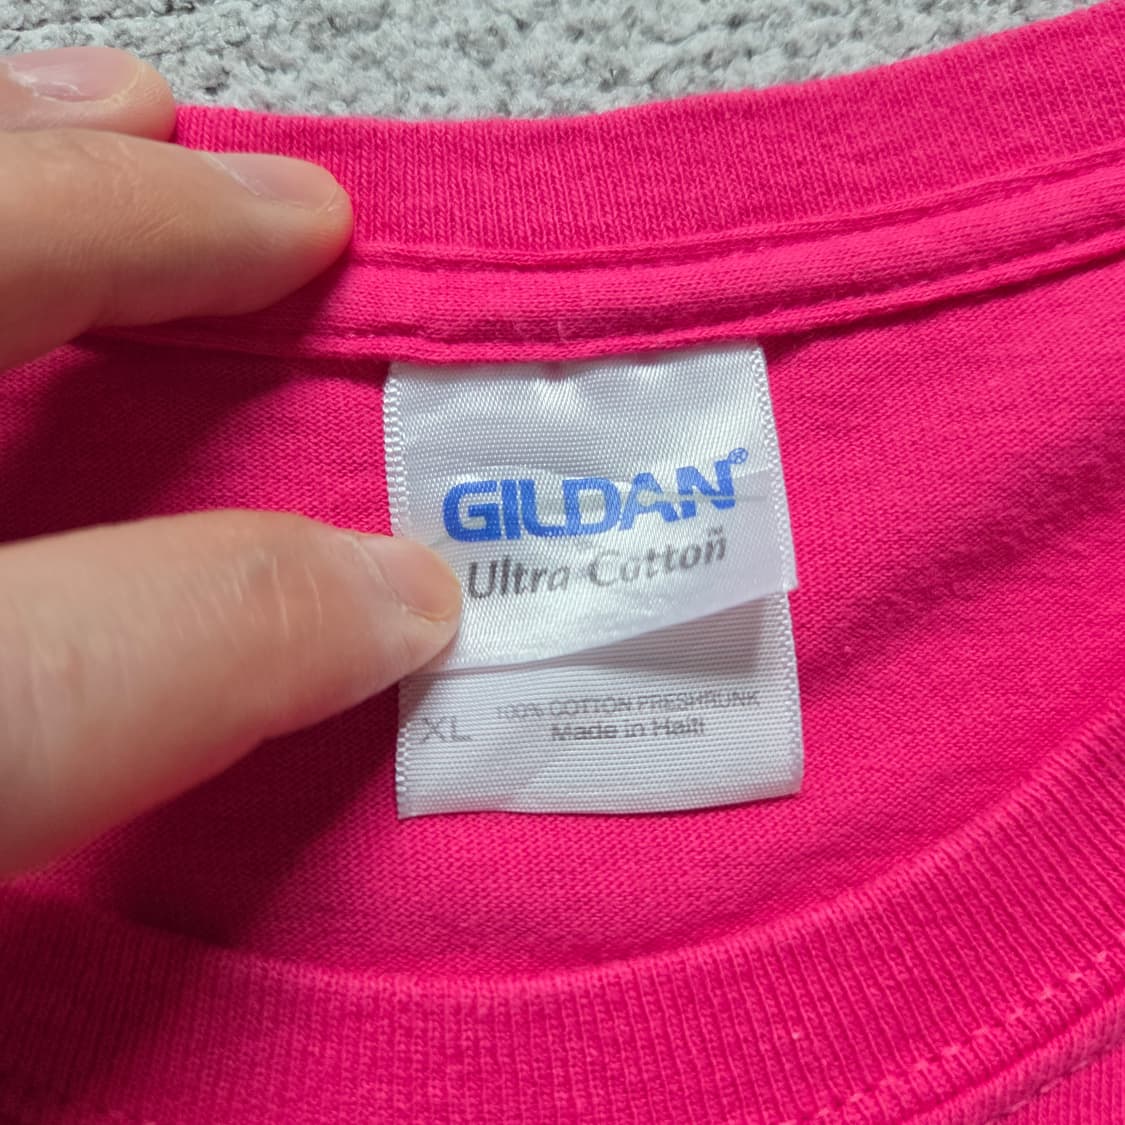 GILDAN®
Ultra Cotton
100% COTTON PRESHRUNK
XL Made in Haiti